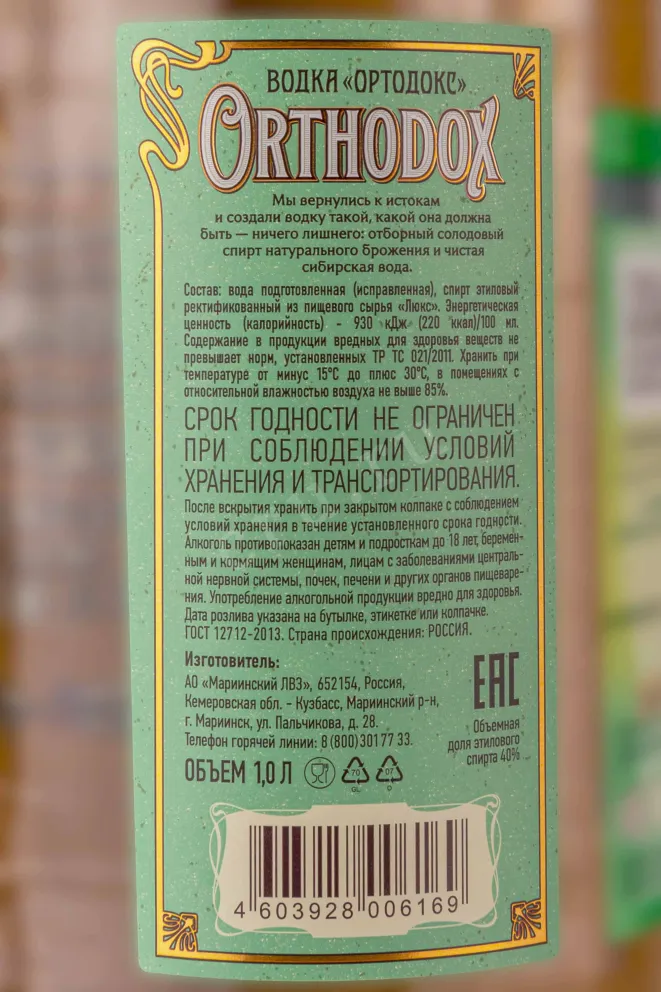 ВОДКА «ОРТОДОКС»
ORTHODOX
Мы вернулись к истокам
и создали водку такой, какой она должна
быть — ничего лишнего: отборный солодовый
спирт натурального брожения и чистая
сибирская вода.
Состав: вода подготовленная (исправленная), спирт этиловый
ректификованный из пищевого сырья «Люкс». Энергетическая
ценность (калорийность) - 930 кДж (220 ккал)/100 мл.
Содержание в продукции вредных для здоровья веществ не
превышает норм, установленных ТР ТС 021/2011. Хранить при
температуре от минус 15°С до плюс 30°С, в помещениях с
относительной влажностью воздуха не выше 85%.
СРОК ГОДНОСТИ НЕ ОГРАНИЧЕН
ПРИ СОБЛЮДЕНИИ УСЛОВИЙ
ХРАНЕНИЯ И ТРАНСПОРТИРОВАНИЯ.
После вскрытия хранить при закрытом колпаке с соблюдением
условий хранения в течение установленного срока годности.
Алкоголь противопоказан детям и подросткам до 18 лет, беремен-
ным и кормящим женщинам, лицам с заболеваниями централь-
ной нервной системы, почек, печени и других органов пищеваре-
ния. Употребление алкогольной продукции вредно для здоровья.
Дата розлива указана на бутылке, этикетке или колпачке.
ГОСТ 12712-2013. Страна происхождения: РОССИЯ.
Изготовитель:
АО «Мариинский ЛВЗ», 652154, Россия,
Кемеровская обл. - Кузбасс, Мариинский р-н,
г. Мариинск, ул. Пальчикова, д. 28.
Телефон горячей линии: 8 (800) 301 77 33.
ЕАС
Объемная
доля этилового
спирта 40%
ОБЪЕМ 1,0 Л
70
GL
07
O
4 603928 006169